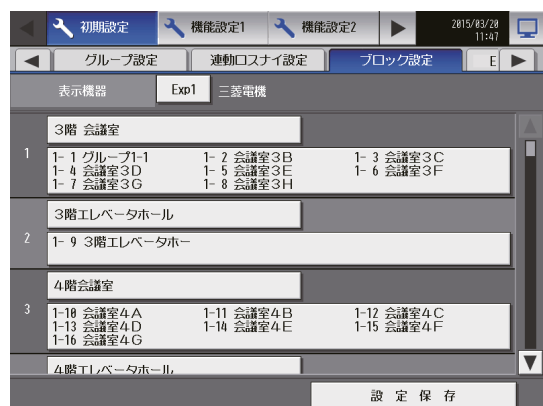 初期設定
機能設定1
機能設定2
2015/03/20
11:47
グループ設定
連動ロスナイ設定
ブロック設定
E
表示機器
Exp1
三菱電機
3階 会議室
1
1- 1 グループ1-1 1- 2 会議室3B 1- 3 会議室3C
1- 4 会議室3D 1- 5 会議室3E 1- 6 会議室3F
1- 7 会議室3G 1- 8 会議室3H
3階エレベータホール
2
1- 9 3階エレベータホー
4階会議室
3
1-10 会議室4A 1-11 会議室4B 1-12 会議室4C
1-13 会議室4D 1-14 会議室4E 1-15 会議室4F
1-16 会議室4G
4階エレベータホール
設定保存